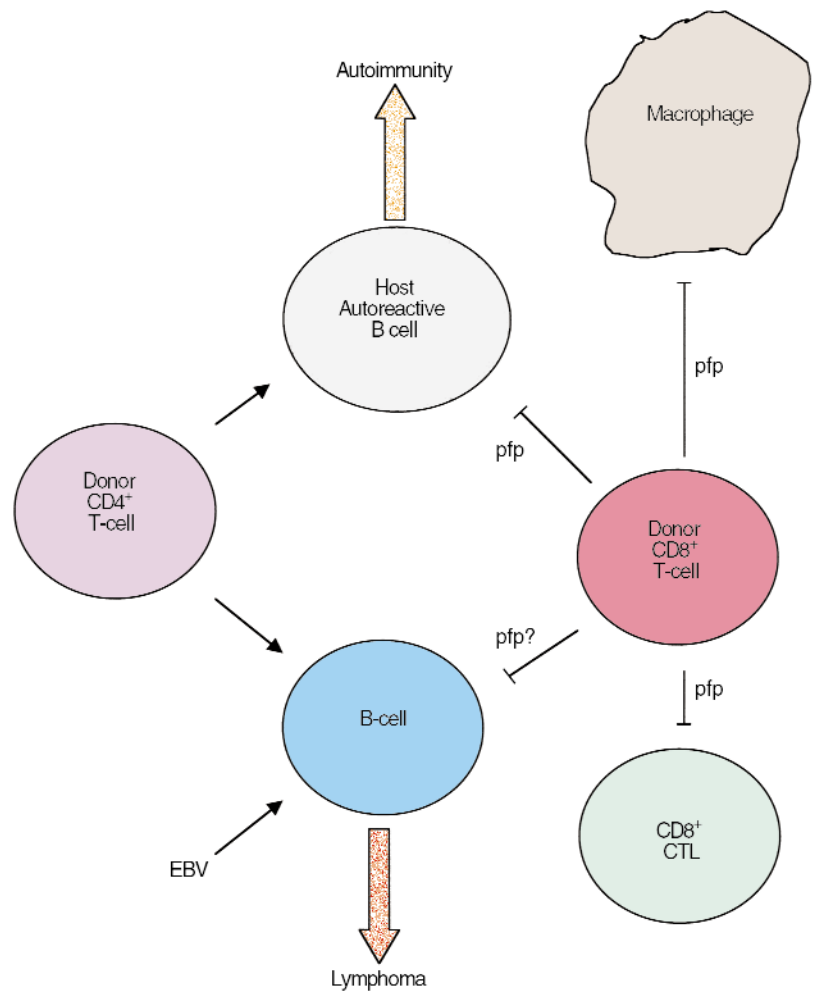 Autoimmunity
Macrophage
Host
Autoreactive
B cell
pfp
pfp
Donor
CD4⁺
T-cell
Donor
CD8⁺
T-cell
pfp?
pfp
B-cell
CD8⁺
CTL
EBV
Lymphoma